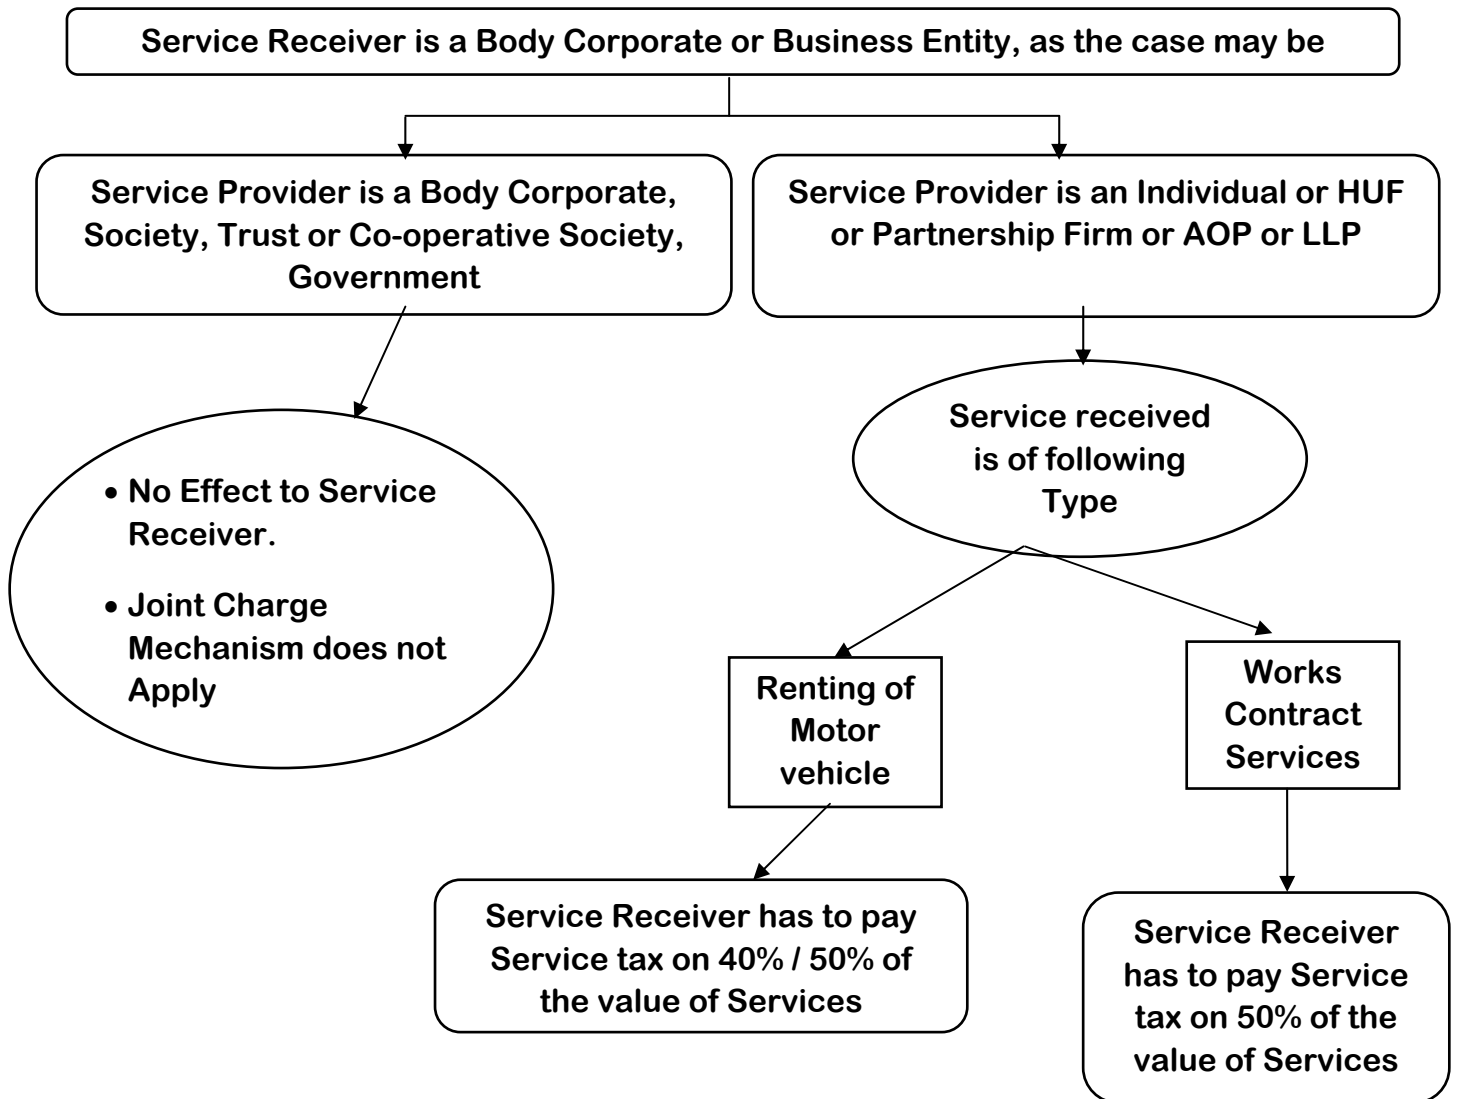 Service Receiver is a Body Corporate or Business Entity, as the case may be
Service Provider is a Body Corporate,
Society, Trust or Co-operative Society,
Government
Service Provider is an Individual or HUF
or Partnership Firm or AOP or LLP
• No Effect to Service
Receiver.
• Joint Charge
Mechanism does not
Apply
Service received
is of following
Type
Renting of
Motor
vehicle
Works
Contract
Services
Service Receiver has to pay
Service tax on 40% / 50% of
the value of Services
Service Receiver
has to pay Service
tax on 50% of the
value of Services